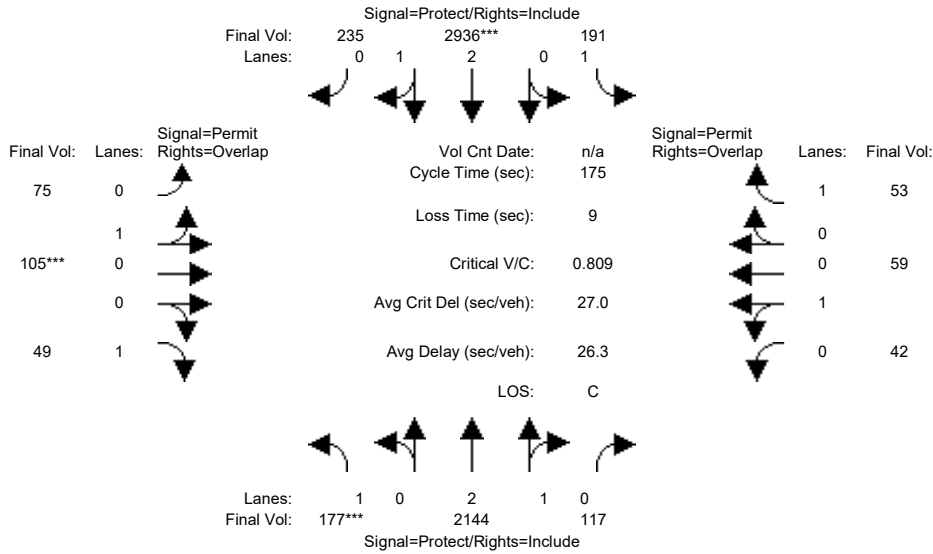 Signal=Protect/Rights=Include
Final Vol: 235 2936*** 191
Lanes: 0 1 2 0 1
Signal=Permit Signal=Permit
Final Vol: Lanes: Rights=Overlap Vol Cnt Date: n/a Rights=Overlap Lanes: Final Vol:
Cycle Time (sec): 175
75 0 1 53
Loss Time (sec): 9
1 0
105*** 0 Critical V/C: 0.809 0 59
0 Avg Crit Del (sec/veh): 27.0 1
49 1 Avg Delay (sec/veh): 26.3 0 42
LOS: C
Lanes: 1 0 2 1 0
Final Vol: 177*** 2144 117
Signal=Protect/Rights=Include